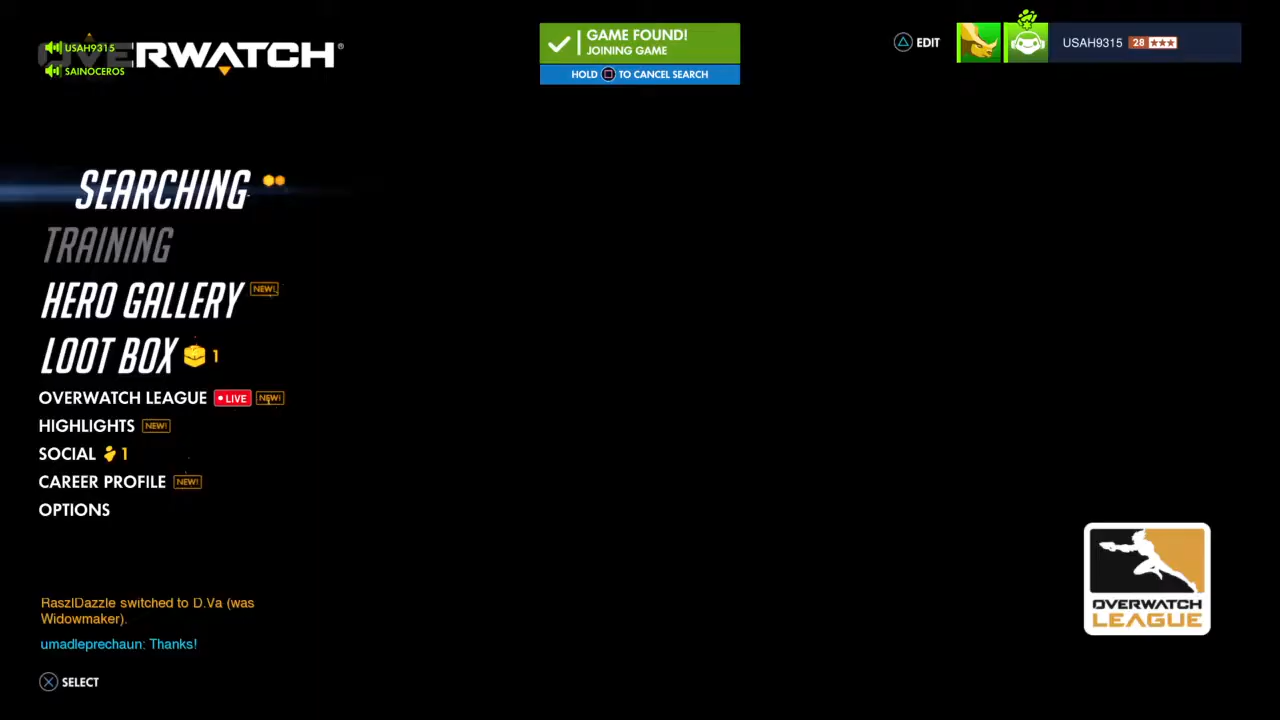 OVERWATCH
USAH9315
SAINOCEROS
GAME FOUND!
JOINING GAME
HOLD TO CANCEL SEARCH
EDIT
USAH9315 28
SEARCHING
TRAINING
HERO GALLERY NEW!
LOOT BOX 1
OVERWATCH LEAGUE LIVE NEW!
HIGHLIGHTS NEW!
SOCIAL 1
CAREER PROFILE NEW!
OPTIONS
OVERWATCH
LEAGUE
RaszlDazzle switched to D.Va (was
Widowmaker).
umadleprechaun: Thanks!
SELECT